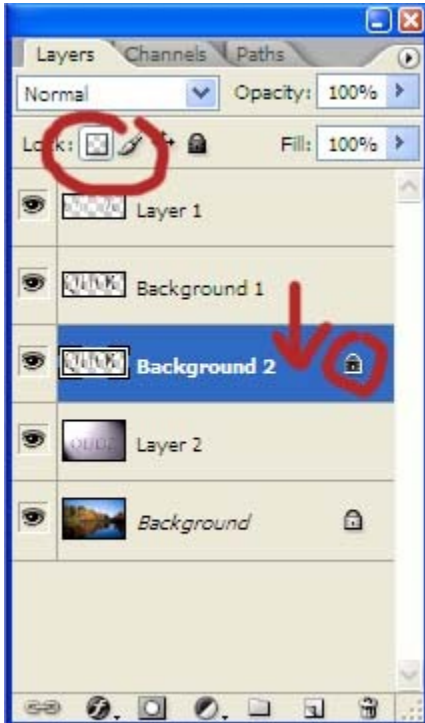 Layers Channels Paths
Normal Opacity: 100%
Lock: Fill: 100%
Layer 1
Background 1
Background 2
Layer 2
Background